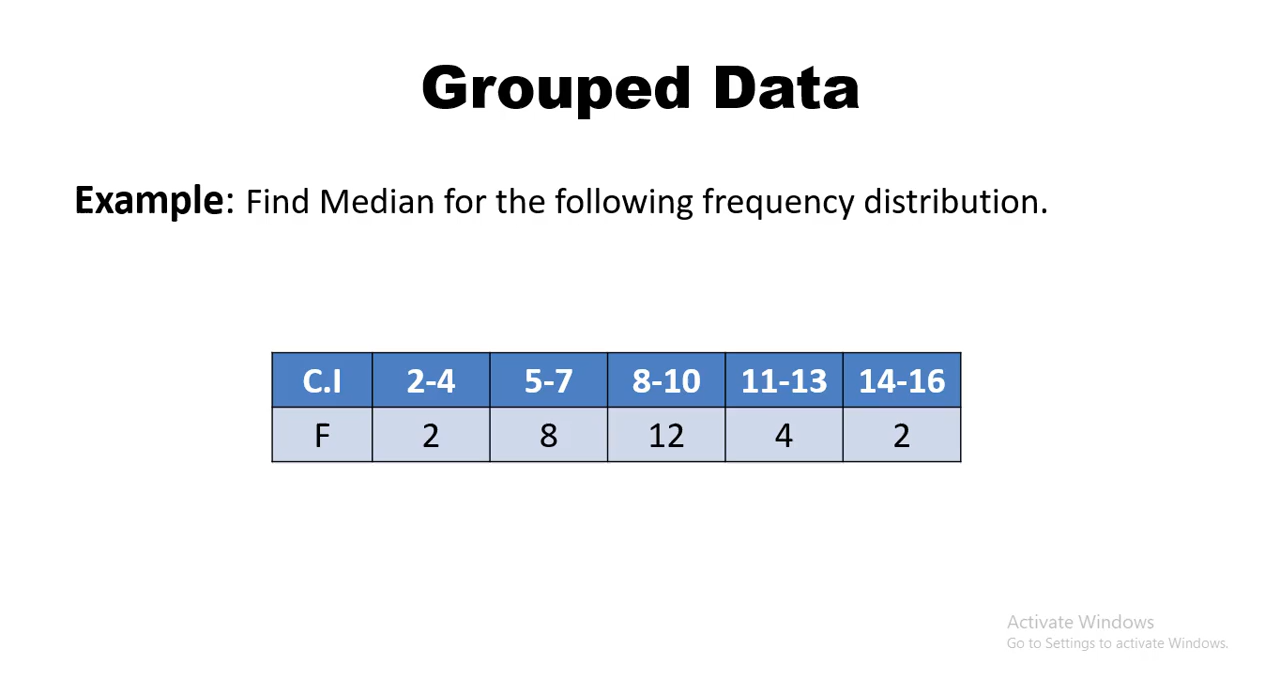 Grouped Data
Example: Find Median for the following frequency distribution.
C.I 2-4 5-7 8-10 11-13 14-16
F 2 8 12 4 2
Activate Windows
Go to Settings to activate Windows.